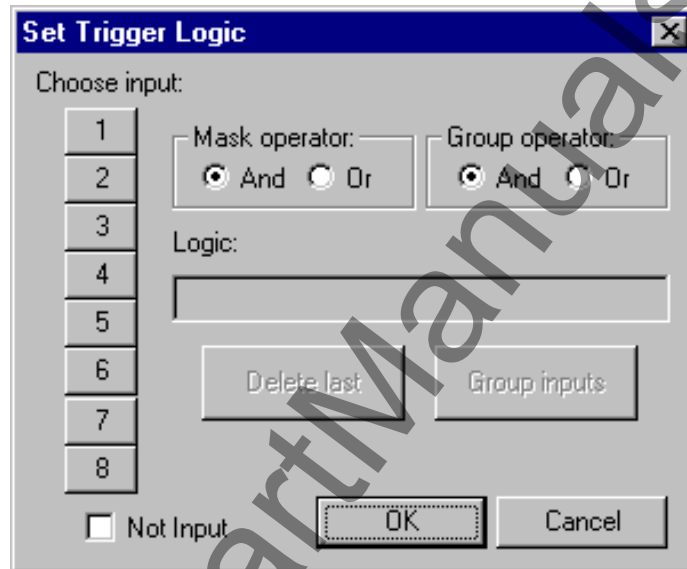 Set Trigger Logic
Choose input:
1
2
3
4
5
6
7
8
Mask operator:
And Or
Group operator:
And Or
Logic:
Delete last
Group inputs
Not Input
OK
Cancel
artManuals